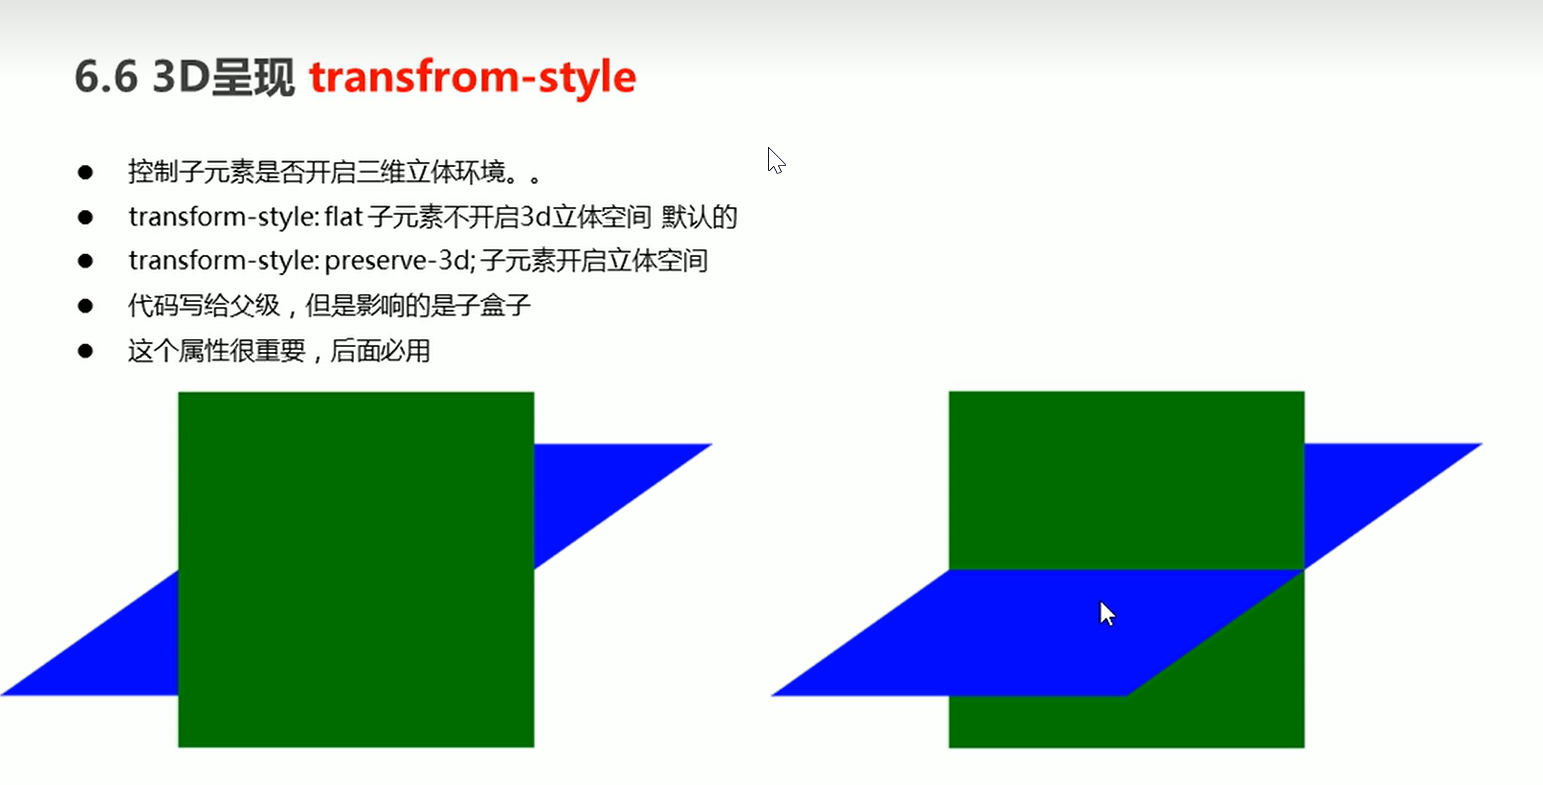 6.6 3D呈现 transfrom-style
● 控制子元素是否开启三维立体环境。。
● transform-style: flat 子元素不开启3d立体空间 默认的
● transform-style: preserve-3d; 子元素开启立体空间
● 代码写给父级，但是影响的是子盒子
● 这个属性很重要，后面必用